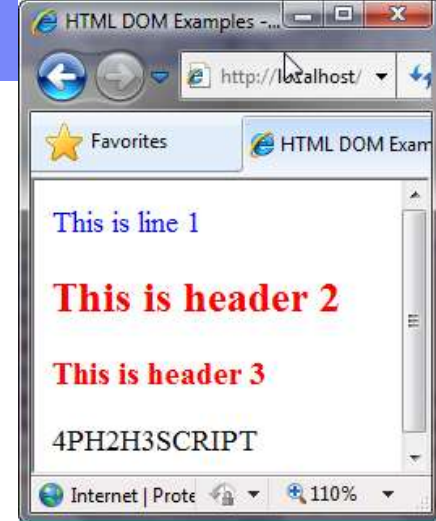 HTML DOM Examples -...
http://localhost/
Favorites
HTML DOM Exam
This is line 1
This is header 2
This is header 3
4PH2H3SCRIPT
Internet | Prote
110%